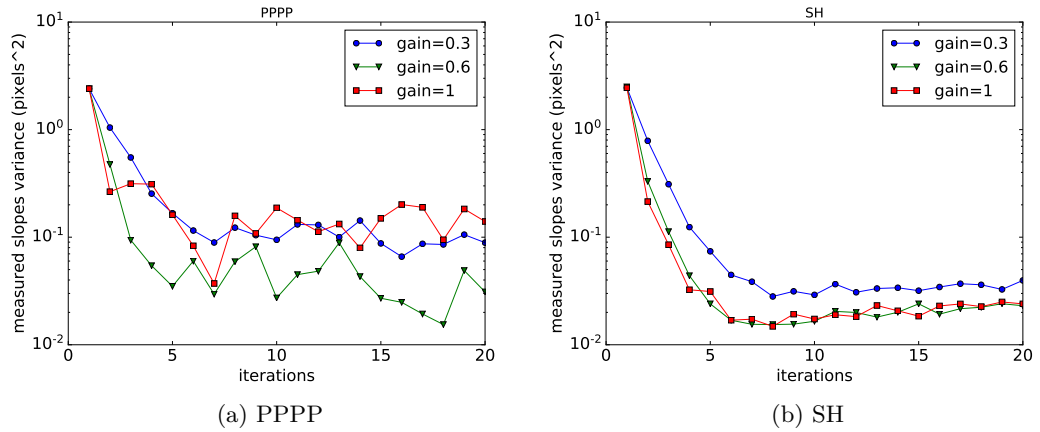 PPPP
10^1
10^0
10^-1
10^-2
measured slopes variance (pixels^2)
gain=0.3
gain=0.6
gain=1
0 5 10 15 20
iterations
(a) PPPP
SH
10^1
10^0
10^-1
10^-2
measured slopes variance (pixels^2)
gain=0.3
gain=0.6
gain=1
0 5 10 15 20
iterations
(b) SH